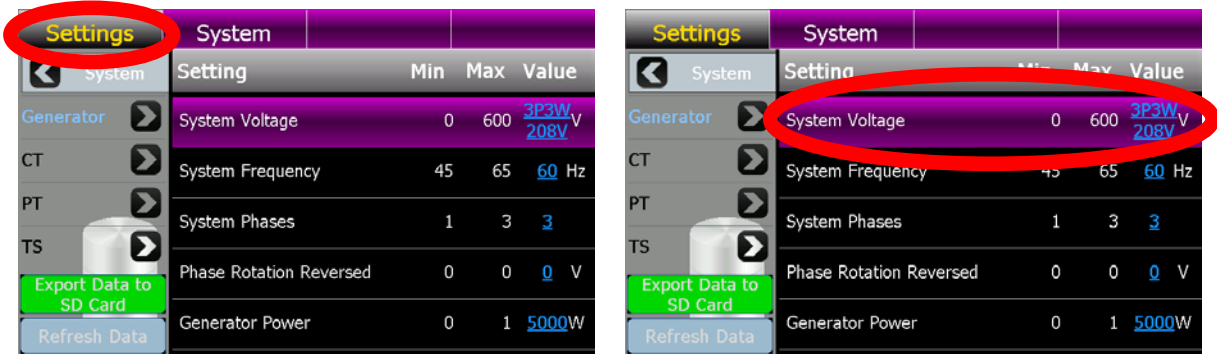 Settings System
System Setting Min Max Value
Generator System Voltage 0 600 3P3W 208V V
CT System Frequency 45 65 60 Hz
PT System Phases 1 3 3
TS Phase Rotation Reversed 0 0 0 V
Export Data to
SD Card
Generator Power 0 1 5000W
Refresh Data
Settings System
System Setting Min Max Value
Generator System Voltage 0 600 3P3W 208V V
CT System Frequency 45 65 60 Hz
PT System Phases 1 3 3
TS Phase Rotation Reversed 0 0 0 V
Export Data to
SD Card
Generator Power 0 1 5000W
Refresh Data